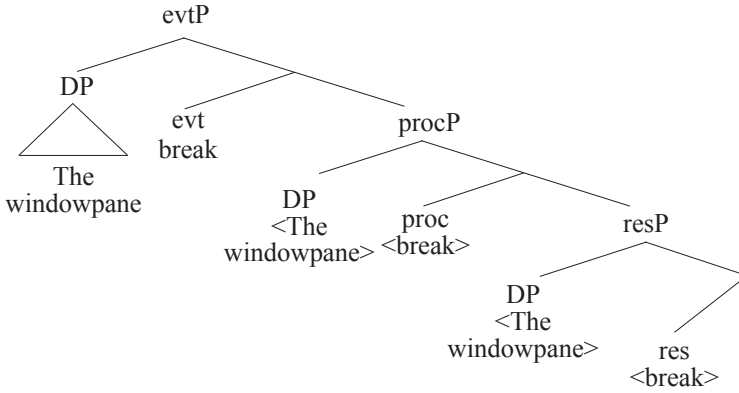 evtP
DP
evt
break
procP
The
windowpane
DP
<The
windowpane>
proc
<break>
resP
DP
<The
windowpane>
res
<break>